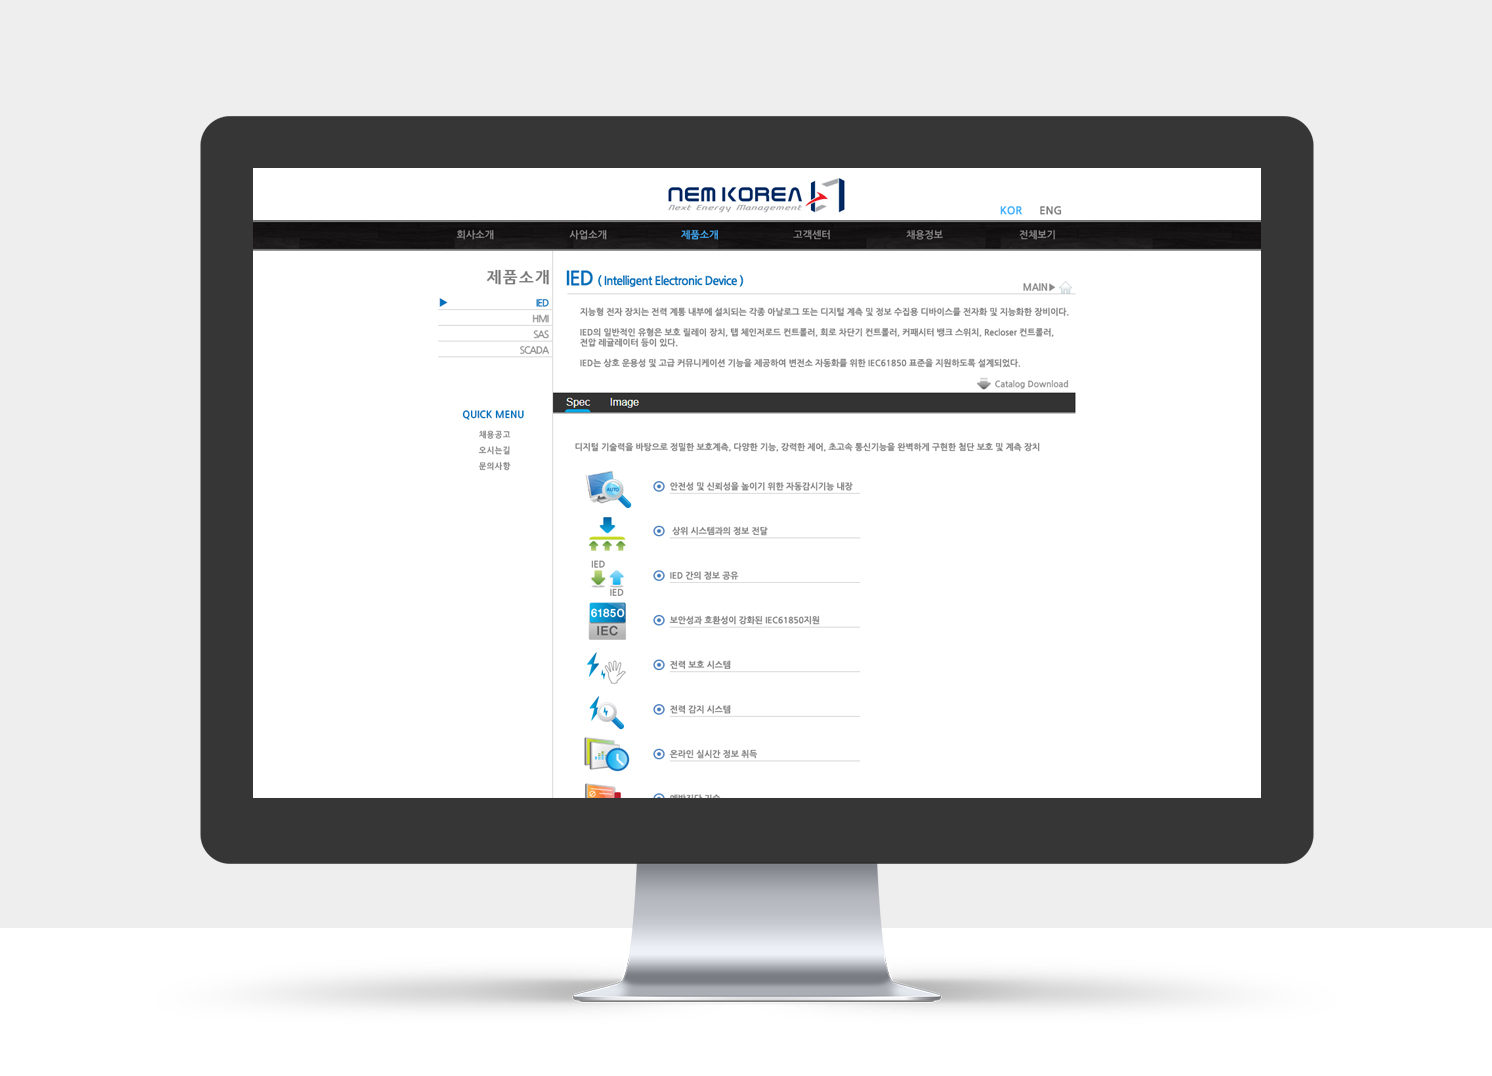 NEM KOREA
Next Energy Management
KOR ENG
회사소개 사업소개 제품소개 고객센터 채용정보 전체보기
제품소개
IED
HMI
SAS
SCADA
QUICK MENU
채용공고
오시는길
문의사항
IED ( Intelligent Electronic Device )
MAIN
지능형 전자 장치는 전력 계통 내부에 설치되는 각종 아날로그 또는 디지털 계측 및 정보 수집용 디바이스를 전자화 및 지능화한 장비이다.
IED의 일반적인 유형은 보호 릴레이 장치, 탭 체인저로드 컨트롤러, 회로 차단기 컨트롤러, 커패시터 뱅크 스위치, Recloser 컨트롤러,
전압 레귤레이터 등이 있다.
IED는 상호 운용성 및 고급 커뮤니케이션 기능을 제공하여 변전소 자동화를 위한 IEC61850 표준을 지원하도록 설계되었다.
Catalog Download
Spec Image
디지털 기술력을 바탕으로 정밀한 보호계측, 다양한 기능, 강력한 제어, 초고속 통신기능을 완벽하게 구현한 첨단 보호 및 계측 장치
AUTO
안전성 및 신뢰성을 높이기 위한 자동감시기능 내장
상위 시스템과의 정보 전달
IED
IED
IED 간의 정보 공유
61850
IEC
보안성과 호환성이 강화된 IEC61850지원
전력 보호 시스템
전력 감지 시스템
온라인 실시간 정보 취득